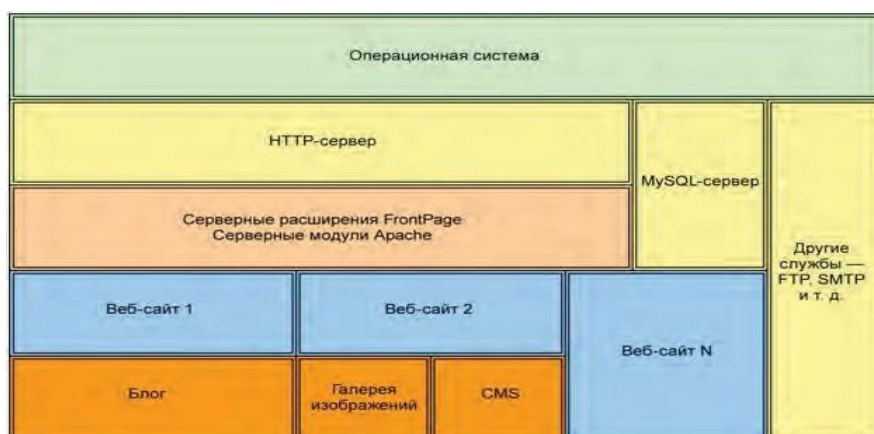 Операционная система
HTTP-сервер
MySQL-сервер
Серверные расширения FrontPage
Серверные модули Apache
Другие
службы —
FTP, SMTP
и т. д.
Веб-сайт 1
Веб-сайт 2
Веб-сайт N
Блог
Галерея
изображений
CMS